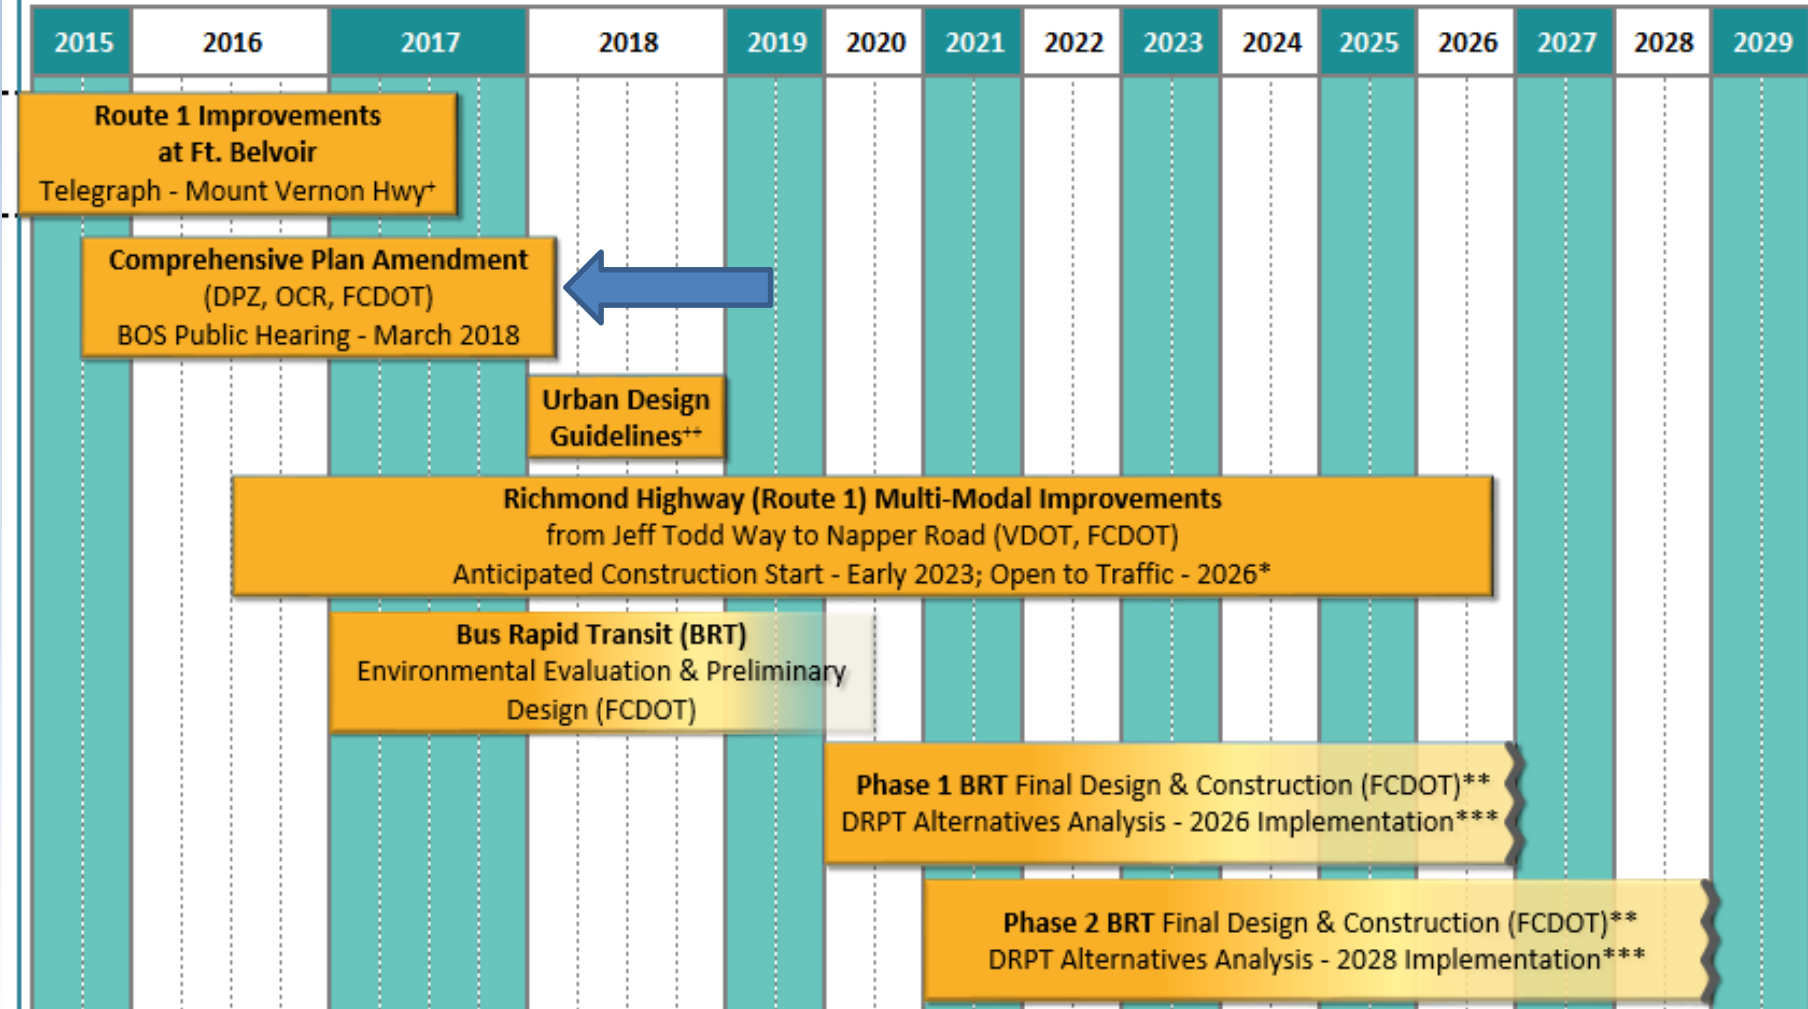 2015 2016 2017 2018 2019 2020 2021 2022 2023 2024 2025 2026 2027 2028 2029
Route 1 Improvements
at Ft. Belvoir
Telegraph - Mount Vernon Hwy⁺
Comprehensive Plan Amendment
(DPZ, OCR, FCDOT)
BOS Public Hearing - March 2018
Urban Design
Guidelines⁺⁺
Richmond Highway (Route 1) Multi-Modal Improvements
from Jeff Todd Way to Napper Road (VDOT, FCDOT)
Anticipated Construction Start - Early 2023; Open to Traffic - 2026*
Bus Rapid Transit (BRT)
Environmental Evaluation & Preliminary
Design (FCDOT)
Phase 1 BRT Final Design & Construction (FCDOT)**
DRPT Alternatives Analysis - 2026 Implementation***
Phase 2 BRT Final Design & Construction (FCDOT)**
DRPT Alternatives Analysis - 2028 Implementation***